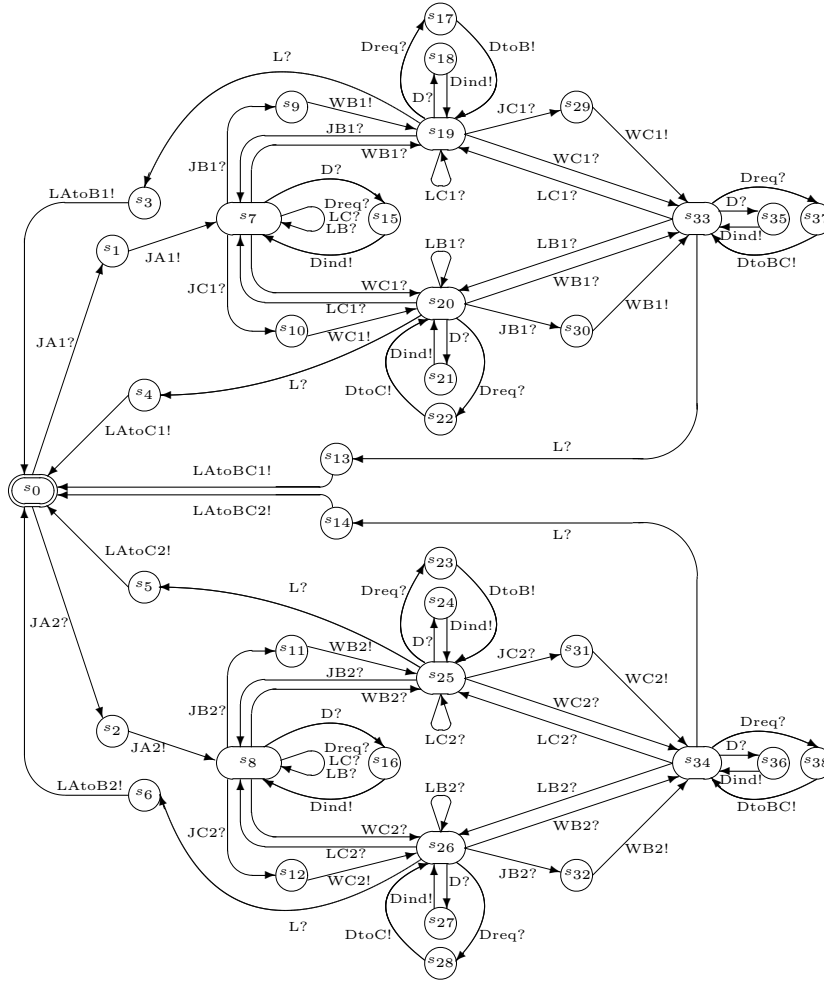 s17
Dreq?
DtoB!
s18
L?
Dind!
D?
s9
WB1!
s29
JC1?
JB1?
s19
WC1!
WB1?
WC1?
JB1?
LC1?
LC1?
D?
Dreq?
LAtoB1!
s3
Dreq?
D?
s7
LC?
s15
s33
s35
s37
LB?
s1
Dind!
JA1!
LB1?
LB1?
Dind!
DtoBC!
JC1?
WC1?
WB1?
s20
LC1?
s10
WC1!
JB1?
s30
WB1!
JA1?
D?
Dind!
s21
L?
DtoC!
Dreq?
s4
s22
LAtoC1!
L?
s13
LAtoBC1!
s0
LAtoBC2!
s14
L?
LAtoC2!
s23
s5
L?
Dreq?
DtoB!
s24
JA2?
Dind!
D?
s11
WB2!
s31
JC2?
JB2?
s25
WC2!
JB2?
WB2?
WC2?
s2
D?
LC2?
LC2?
Dreq?
JA2!
Dreq?
D?
s8
LC?
s16
s34
s36
s38
LB?
LAtoB2!
s6
Dind!
LB2?
LB2?
Dind!
DtoBC!
JC2?
WC2?
WB2?
s26
LC2?
s12
WC2!
JB2?
s32
WB2!
D?
Dind!
s27
L?
DtoC!
Dreq?
s28